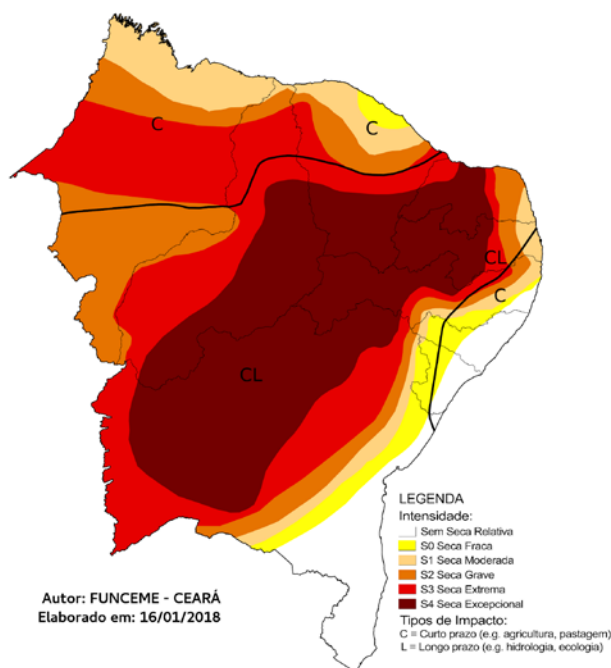 C
C
CL
C
CL
LEGENDA
Intensidade:
Sem Seca Relativa
S0 Seca Fraca
S1 Seca Moderada
S2 Seca Grave
S3 Seca Extrema
S4 Seca Excepcional
Tipos de Impacto:
C = Curto prazo (e.g. agricultura, pastagem)
L = Longo prazo (e.g. hidrologia, ecologia)
Autor: FUNCEME - CEARÁ
Elaborado em: 16/01/2018